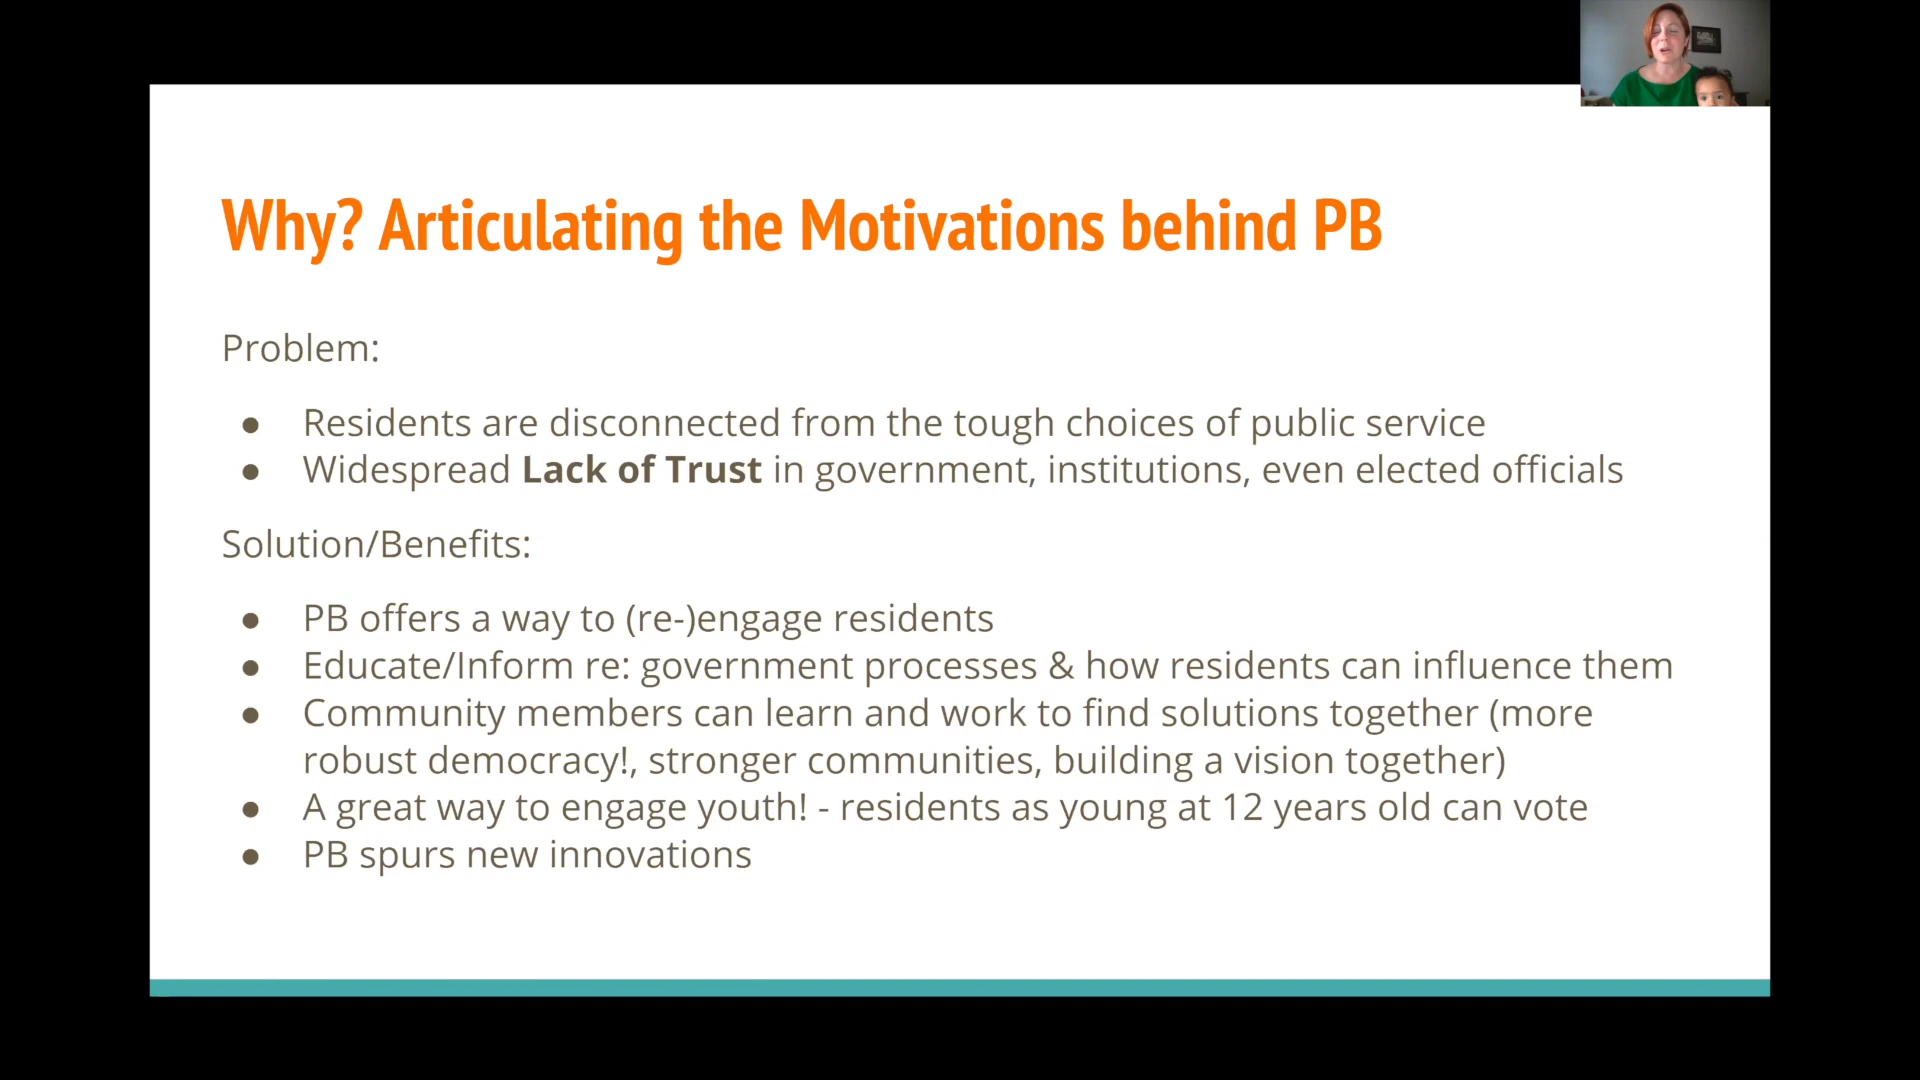 Why? Articulating the Motivations behind PB
Problem:
● Residents are disconnected from the tough choices of public service
● Widespread Lack of Trust in government, institutions, even elected officials
Solution/Benefits:
● PB offers a way to (re-)engage residents
● Educate/Inform re: government processes & how residents can influence them
● Community members can learn and work to find solutions together (more
robust democracy!, stronger communities, building a vision together)
● A great way to engage youth! - residents as young at 12 years old can vote
● PB spurs new innovations